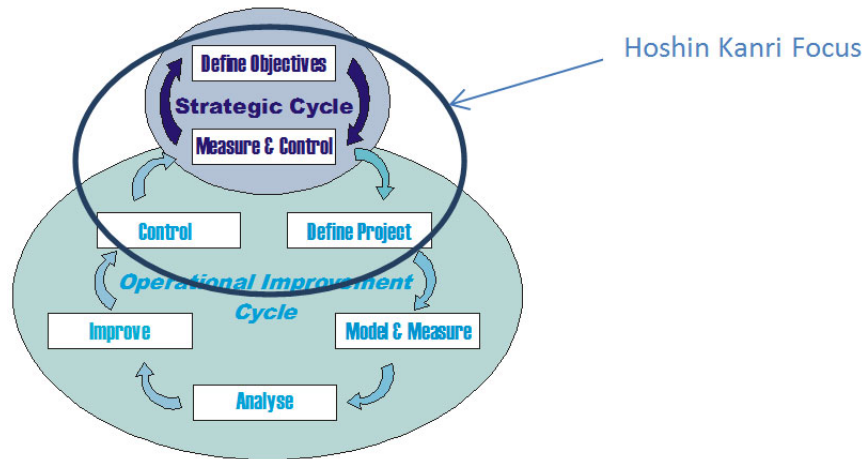 Hoshin Kanri Focus
Define Objectives
Strategic Cycle
Measure & Control
Control
Define Project
Operational Improvement
Cycle
Improve
Model & Measure
Analyse